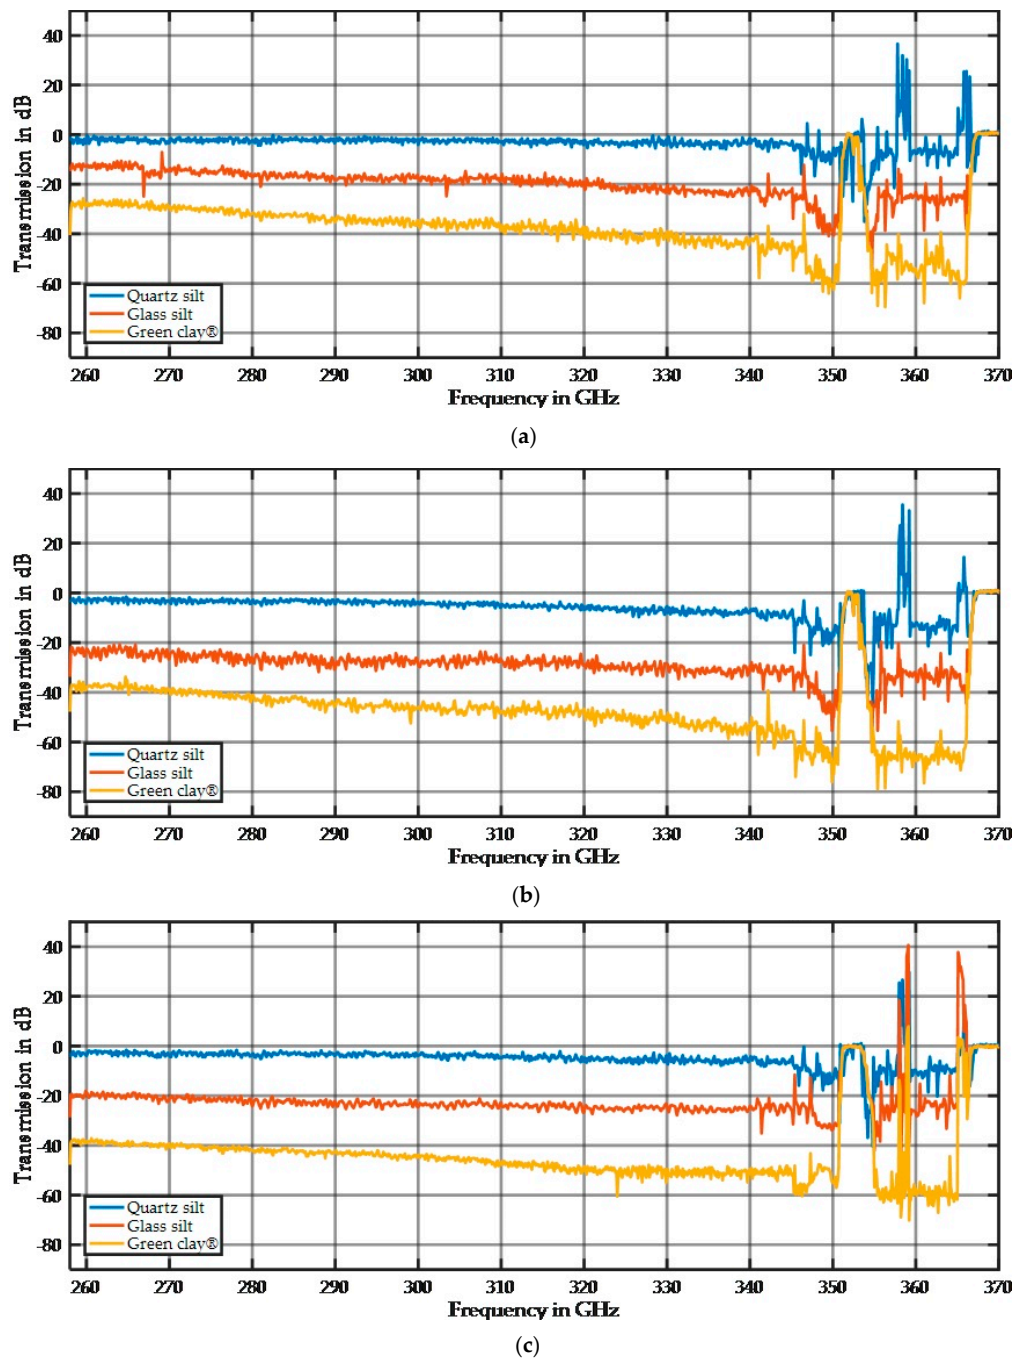 40
20
0
-20
-40
-60
-80
Transmission in dB
Quartz silt
Glass silt
Green clay®
260 270 280 290 300 310 320 330 340 350 360 370
Frequency in GHz
(a)
40
20
0
-20
-40
-60
-80
Transmission in dB
Quartz silt
Glass silt
Green clay®
260 270 280 290 300 310 320 330 340 350 360 370
Frequency in GHz
(b)
40
20
0
-20
-40
-60
-80
Transmission in dB
Quartz silt
Glass silt
Green clay®
260 270 280 290 300 310 320 330 340 350 360 370
Frequency in GHz
(c)